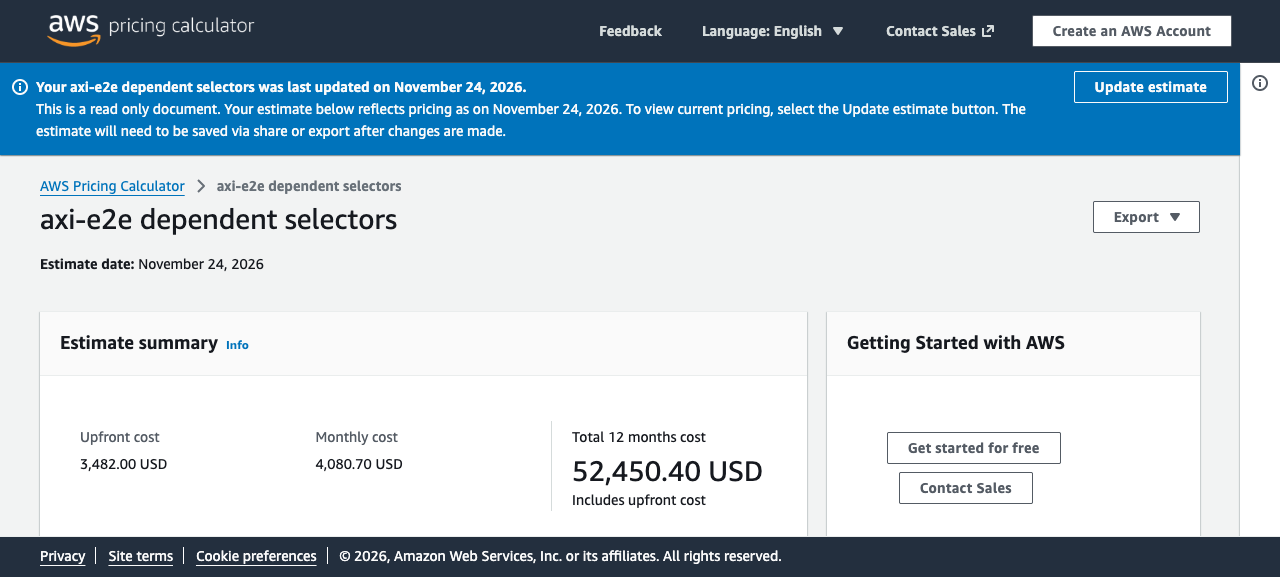 aws pricing calculator
Feedback
Language: English
Contact Sales
Create an AWS Account
Your axi-e2e dependent selectors was last updated on November 24, 2026.
This is a read only document. Your estimate below reflects pricing as on November 24, 2026. To view current pricing, select the Update estimate button. The
estimate will need to be saved via share or export after changes are made.
Update estimate
AWS Pricing Calculator
axi-e2e dependent selectors
axi-e2e dependent selectors
Export
Estimate date: November 24, 2026
Estimate summary Info
Upfront cost
3,482.00 USD
Monthly cost
4,080.70 USD
Total 12 months cost
52,450.40 USD
Includes upfront cost
Getting Started with AWS
Get started for free
Contact Sales
Privacy
Site terms
Cookie preferences
© 2026, Amazon Web Services, Inc. or its affiliates. All rights reserved.